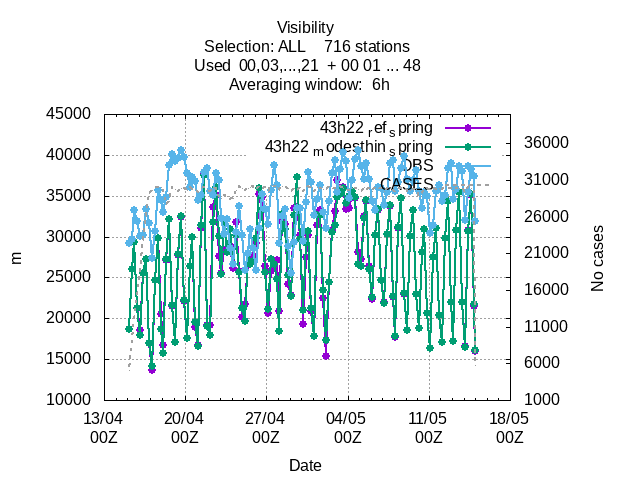 Visibility
Selection: ALL 716 stations
Used 00,03,...,21 + 00 01 ... 48
Averaging window: 6h
45000
40000
35000
30000
25000
20000
15000
10000
m
36000
31000
26000
21000
16000
11000
6000
1000
No cases
43h22 ref spring
43h22 modesthin spring
OBS
CASES
13/04 20/04 27/04 04/05 11/05 18/05
00Z 00Z 00Z 00Z 00Z 00Z
Date